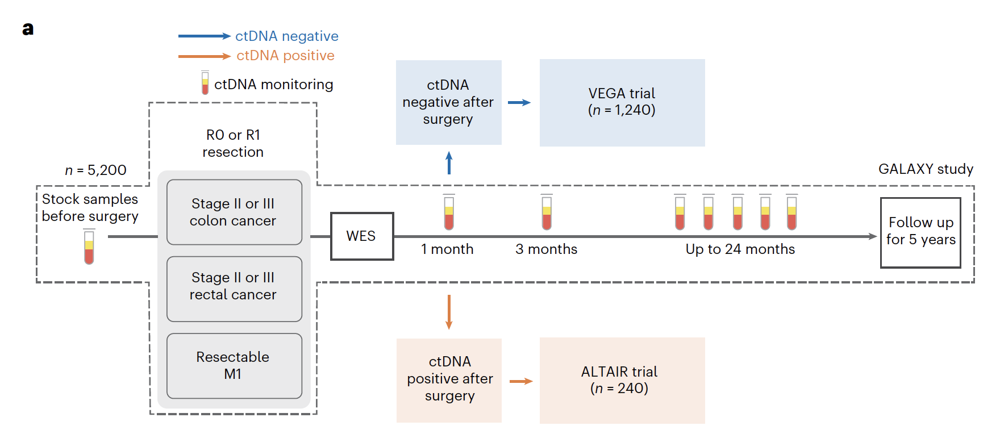 a
ctDNA negative
ctDNA positive
ctDNA monitoring
R0 or R1
resection
n = 5,200
Stock samples
before surgery
Stage II or III
colon cancer
Stage II or III
rectal cancer
Resectable
M1
WES
ctDNA
negative after
surgery
VEGA trial
(n = 1,240)
GALAXY study
1 month
3 months
Up to 24 months
Follow up
for 5 years
ctDNA
positive after
surgery
ALTAIR trial
(n = 240)